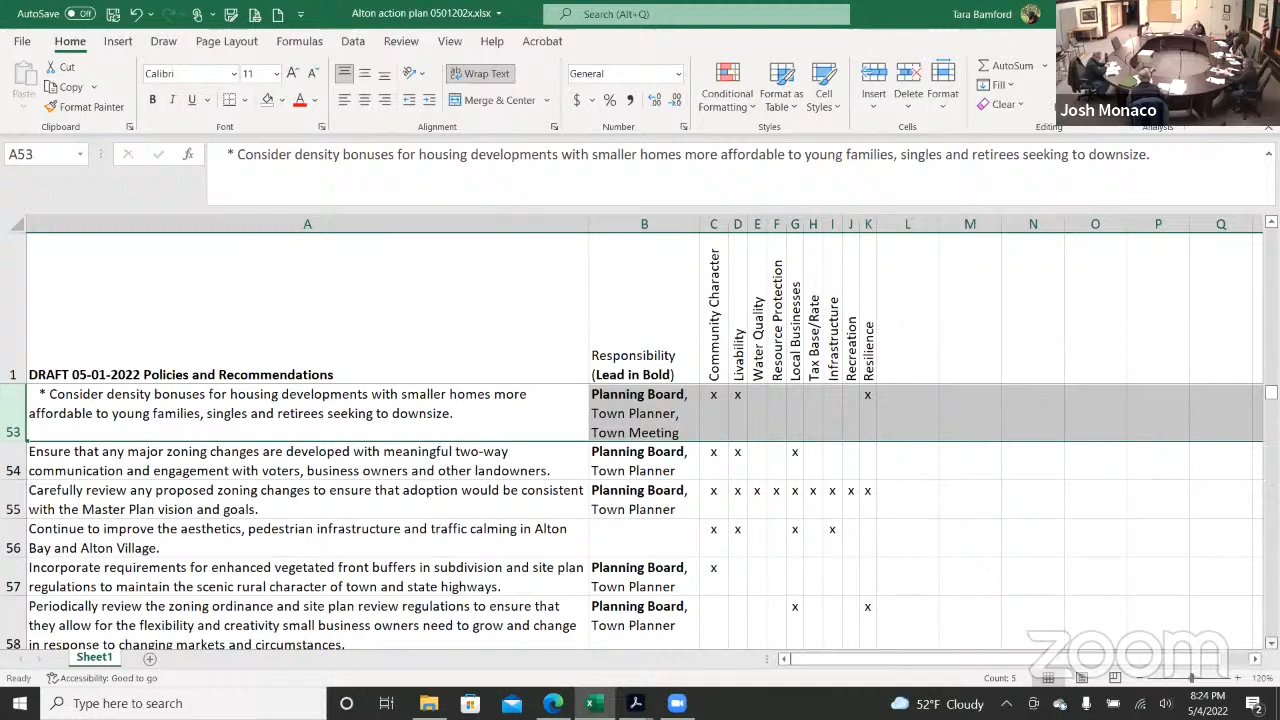 AutoSave Off Alton action plan 0501202x.xlsx Search (Alt+Q) Tara Bamford
File Home Insert Draw Page Layout Formulas Data Review View Help Acrobat
Paste Cut Copy Format Painter Clipboard
Calibri 11 B I U A Font
Wrap Text Merge & Center Alignment
General $ % Number
Conditional Formatting Format as Table Cell Styles Styles
Insert Delete Format Cells
AutoSum Fill Clear Editing Analysis
Josh Monaco
A53 fx * Consider density bonuses for housing developments with smaller homes more affordable to young families, singles and retirees seeking to downsize.
A B C D E F G H I J K L M N O P Q
1 DRAFT 05-01-2022 Policies and Recommendations Responsibility (Lead in Bold) Community Character Livability Water Quality Resource Protection Local Businesses Tax Base/Rate Infrastructure Recreation Resilience
* Consider density bonuses for housing developments with smaller homes more Planning Board, x x x
affordable to young families, singles and retirees seeking to downsize. Town Planner,
53 Town Meeting
Ensure that any major zoning changes are developed with meaningful two-way Planning Board, x x x
54 communication and engagement with voters, business owners and other landowners. Town Planner
Carefully review any proposed zoning changes to ensure that adoption would be consistent Planning Board, x x x x x x x x x
55 with the Master Plan vision and goals. Town Planner
Continue to improve the aesthetics, pedestrian infrastructure and traffic calming in Alton x x x x
56 Bay and Alton Village.
Incorporate requirements for enhanced vegetated front buffers in subdivision and site plan Planning Board, x
57 regulations to maintain the scenic rural character of town and state highways. Town Planner
Periodically review the zoning ordinance and site plan review regulations to ensure that Planning Board, x x
they allow for the flexibility and creativity small business owners need to grow and change Town Planner
58 in response to changing markets and circumstances.
Sheet1
Ready Accessibility: Good to go Count: 5 120%
zoom
Type here to search 52°F Cloudy 8:24 PM
5/4/2022 2